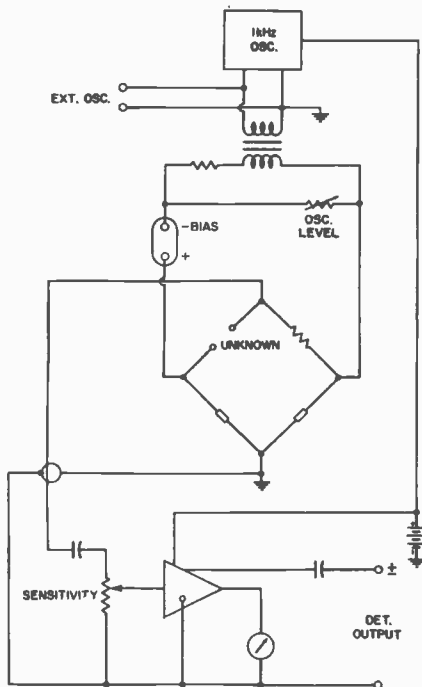 1kHz
OSC.
EXT. OSC.
OSC.
LEVEL
-BIAS
+
UNKNOWN
SENSITIVITY
±
DET.
OUTPUT